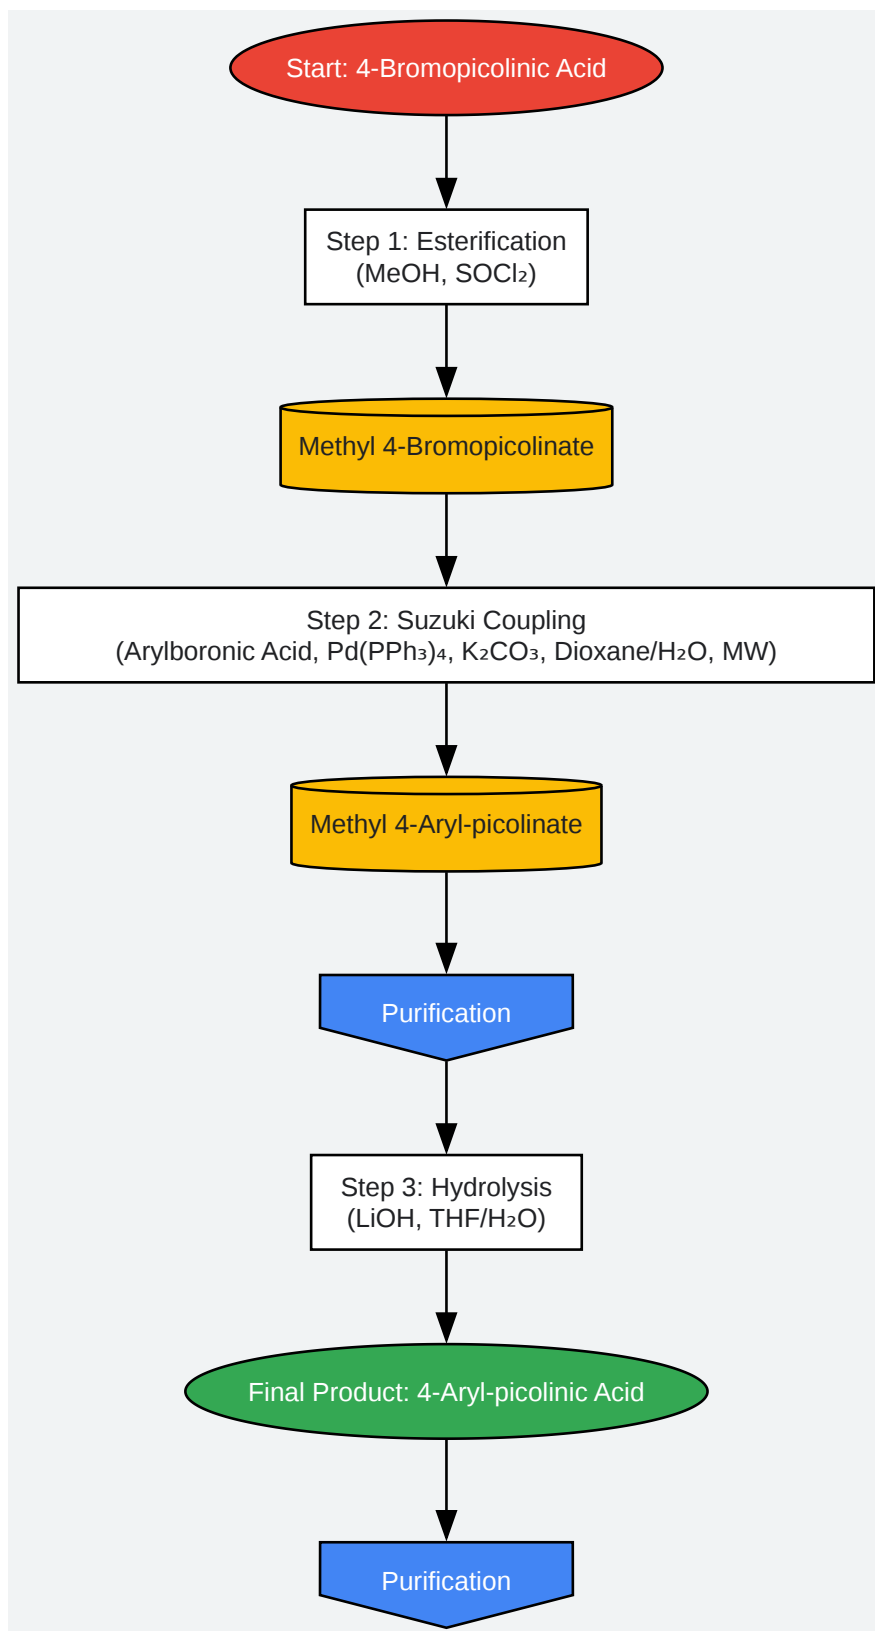 Start: 4-Bromopicolinic Acid
Step 1: Esterification
(MeOH, SOCl₂)
Methyl 4-Bromopicolinate
Step 2: Suzuki Coupling
(Arylboronic Acid, Pd(PPh₃)₄, K₂CO₃, Dioxane/H₂O, MW)
Methyl 4-Aryl-picolinate
Purification
Step 3: Hydrolysis
(LiOH, THF/H₂O)
Final Product: 4-Aryl-picolinic Acid
Purification